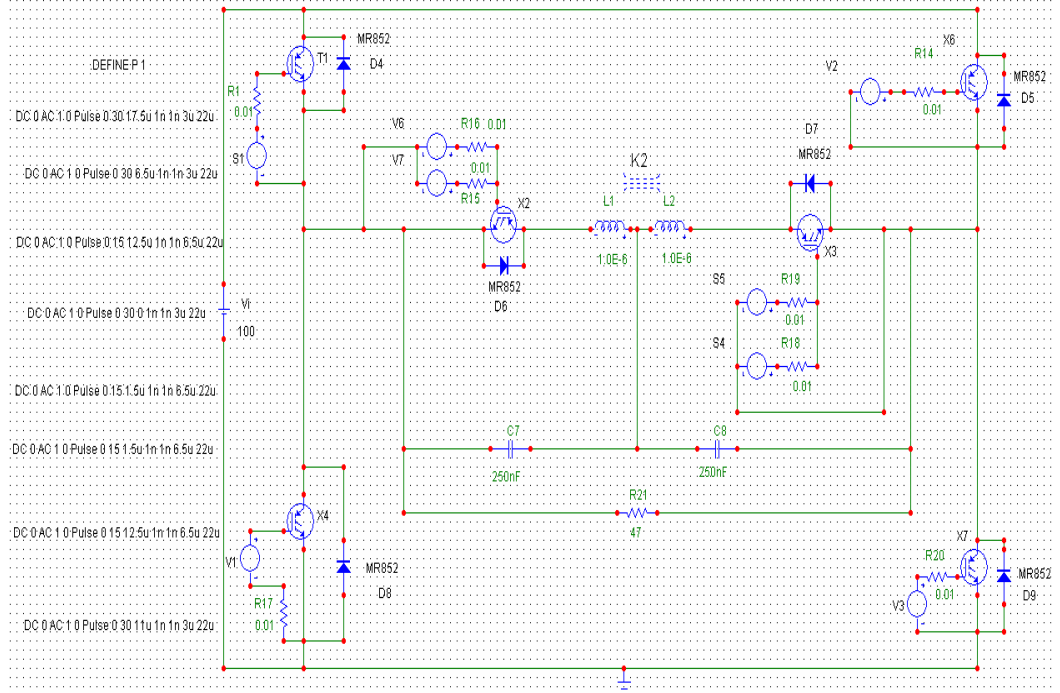 .DEFINE P 1
DC 0 AC 1 0 Pulse 0 30 17.5u 1n 1n 3u 22u
DC 0 AC 1 0 Pulse 0 30 6.5u 1n 1n 3u 22u
DC 0 AC 1 0 Pulse 0 15 12.5u 1n 1n 6.5u 22u
DC 0 AC 1 0 Pulse 0 30 0 1n 1n 3u 22u
DC 0 AC 1 0 Pulse 0 15 1.5u 1n 1n 6.5u 22u
DC 0 AC 1 0 Pulse 0 15 1.5u 1n 1n 6.5u 22u
DC 0 AC 1 0 Pulse 0 15 12.5u 1n 1n 6.5u 22u
DC 0 AC 1 0 Pulse 0 30 11u 1n 1n 3u 22u
MR852
T1
D4
R1
0.01
S1
Vi
100
V6
R16 0.01
V7
0.01
R15
X2
MR852
D6
K2
L1
L2
1.0E-6
1.0E-6
D7
MR852
X3
S5
R19
0.01
S4
R18
0.01
V2
R14
0.01
X6
MR852
D5
C7
250nF
C8
250nF
R21
47
X4
V1
R17
0.01
MR852
D8
X7
R20
0.01
V3
MR852
D9